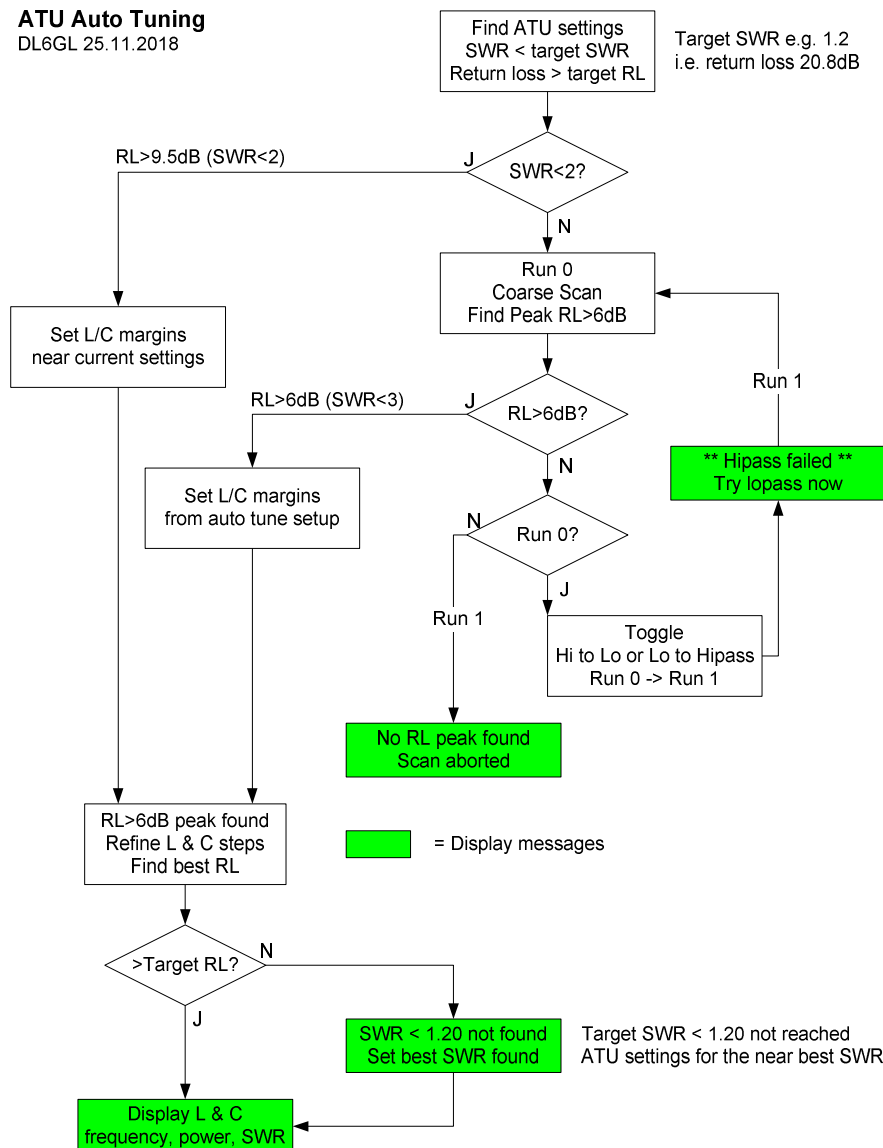 ATU Auto Tuning
DL6GL 25.11.2018
Find ATU settings
SWR < target SWR
Return loss > target RL
Target SWR e.g. 1.2
i.e. return loss 20.8dB
RL>9.5dB (SWR<2)
J
SWR<2?
N
Run 0
Coarse Scan
Find Peak RL>6dB
Set L/C margins
near current settings
Run 1
RL>6dB (SWR<3)
J
RL>6dB?
N
** Hipass failed **
Try lopass now
Set L/C margins
from auto tune setup
N
Run 0?
J
Run 1
Toggle
Hi to Lo or Lo to Hipass
Run 0 -> Run 1
No RL peak found
Scan aborted
RL>6dB peak found
Refine L & C steps
Find best RL
= Display messages
>Target RL?
N
J
SWR < 1.20 not found
Set best SWR found
Target SWR < 1.20 not reached
ATU settings for the near best SWR
Display L & C
frequency, power, SWR